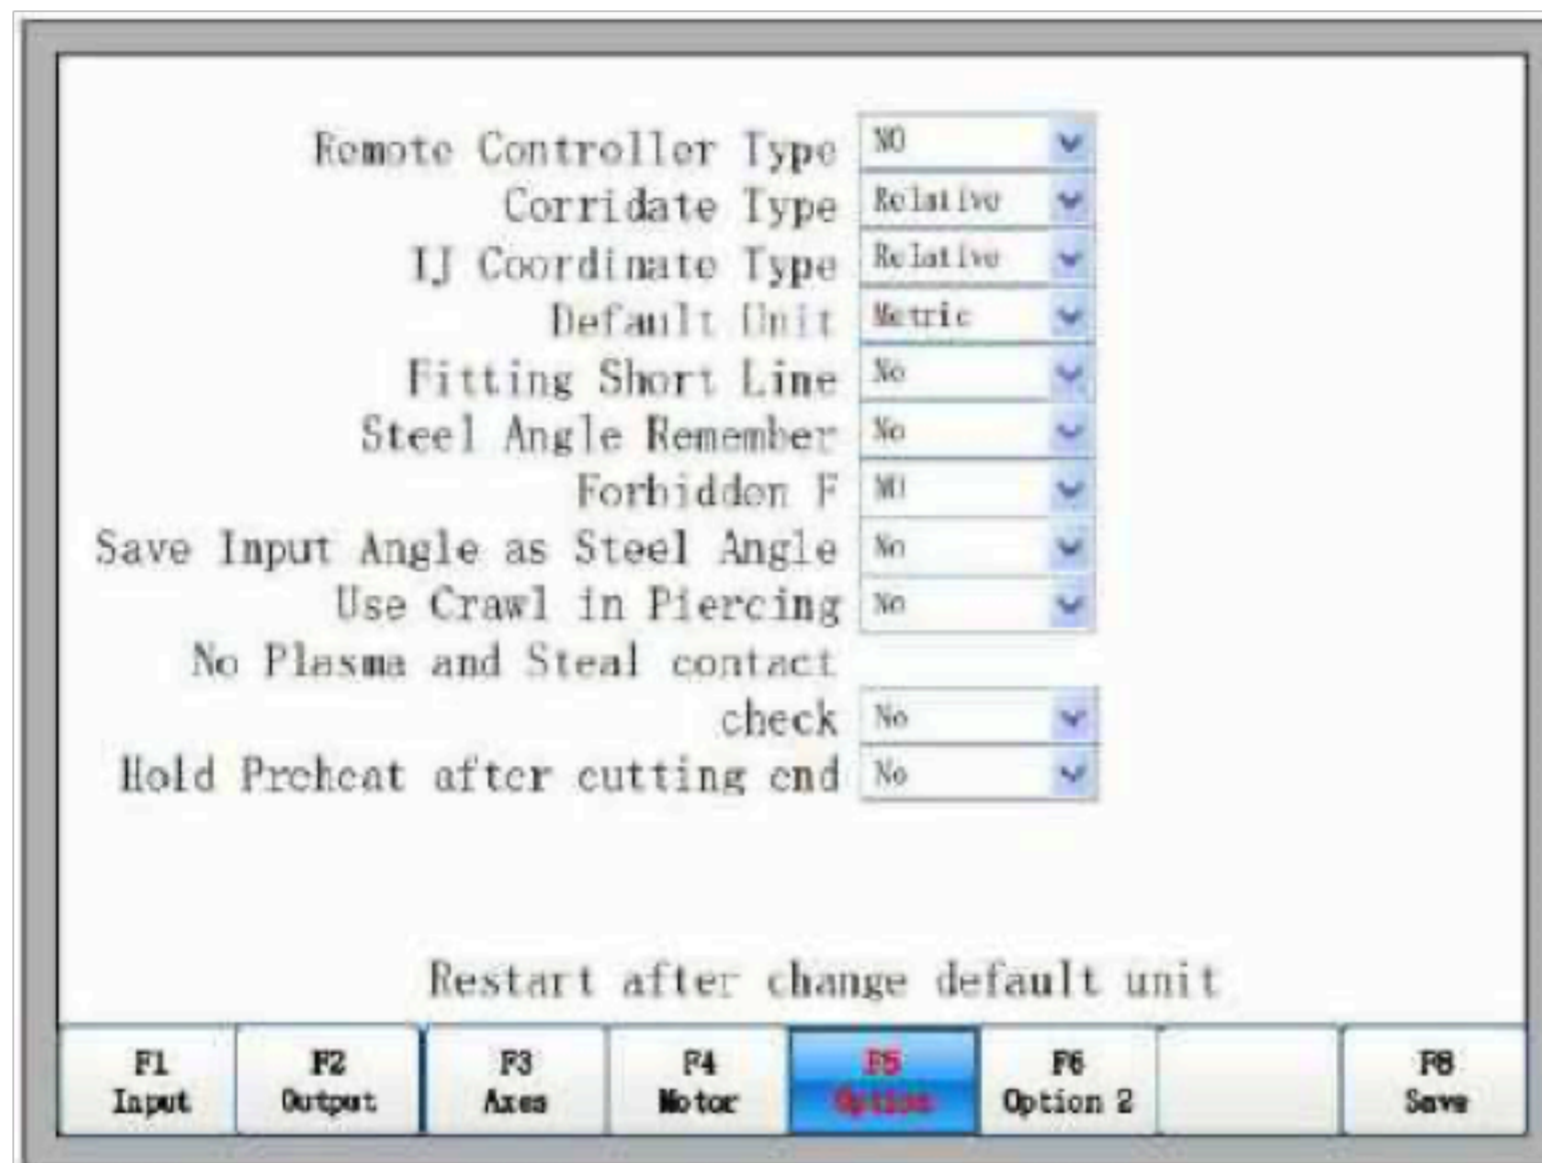 Remote Controller Type NO
Corridate Type Relative
IJ Coordinate Type Relative
Default Unit Metric
Fitting Short Line No
Steel Angle Remember No
Forbidden F NO
Save Input Angle as Steel Angle No
Use Crawl in Piercing No
No Plasma and Steal contact
check No
Hold Preheat after cutting end No
Restart after change default unit
F1 F2 F3 F4 F5 F6 F8
Input Output Axes Motor Option Option 2 Save